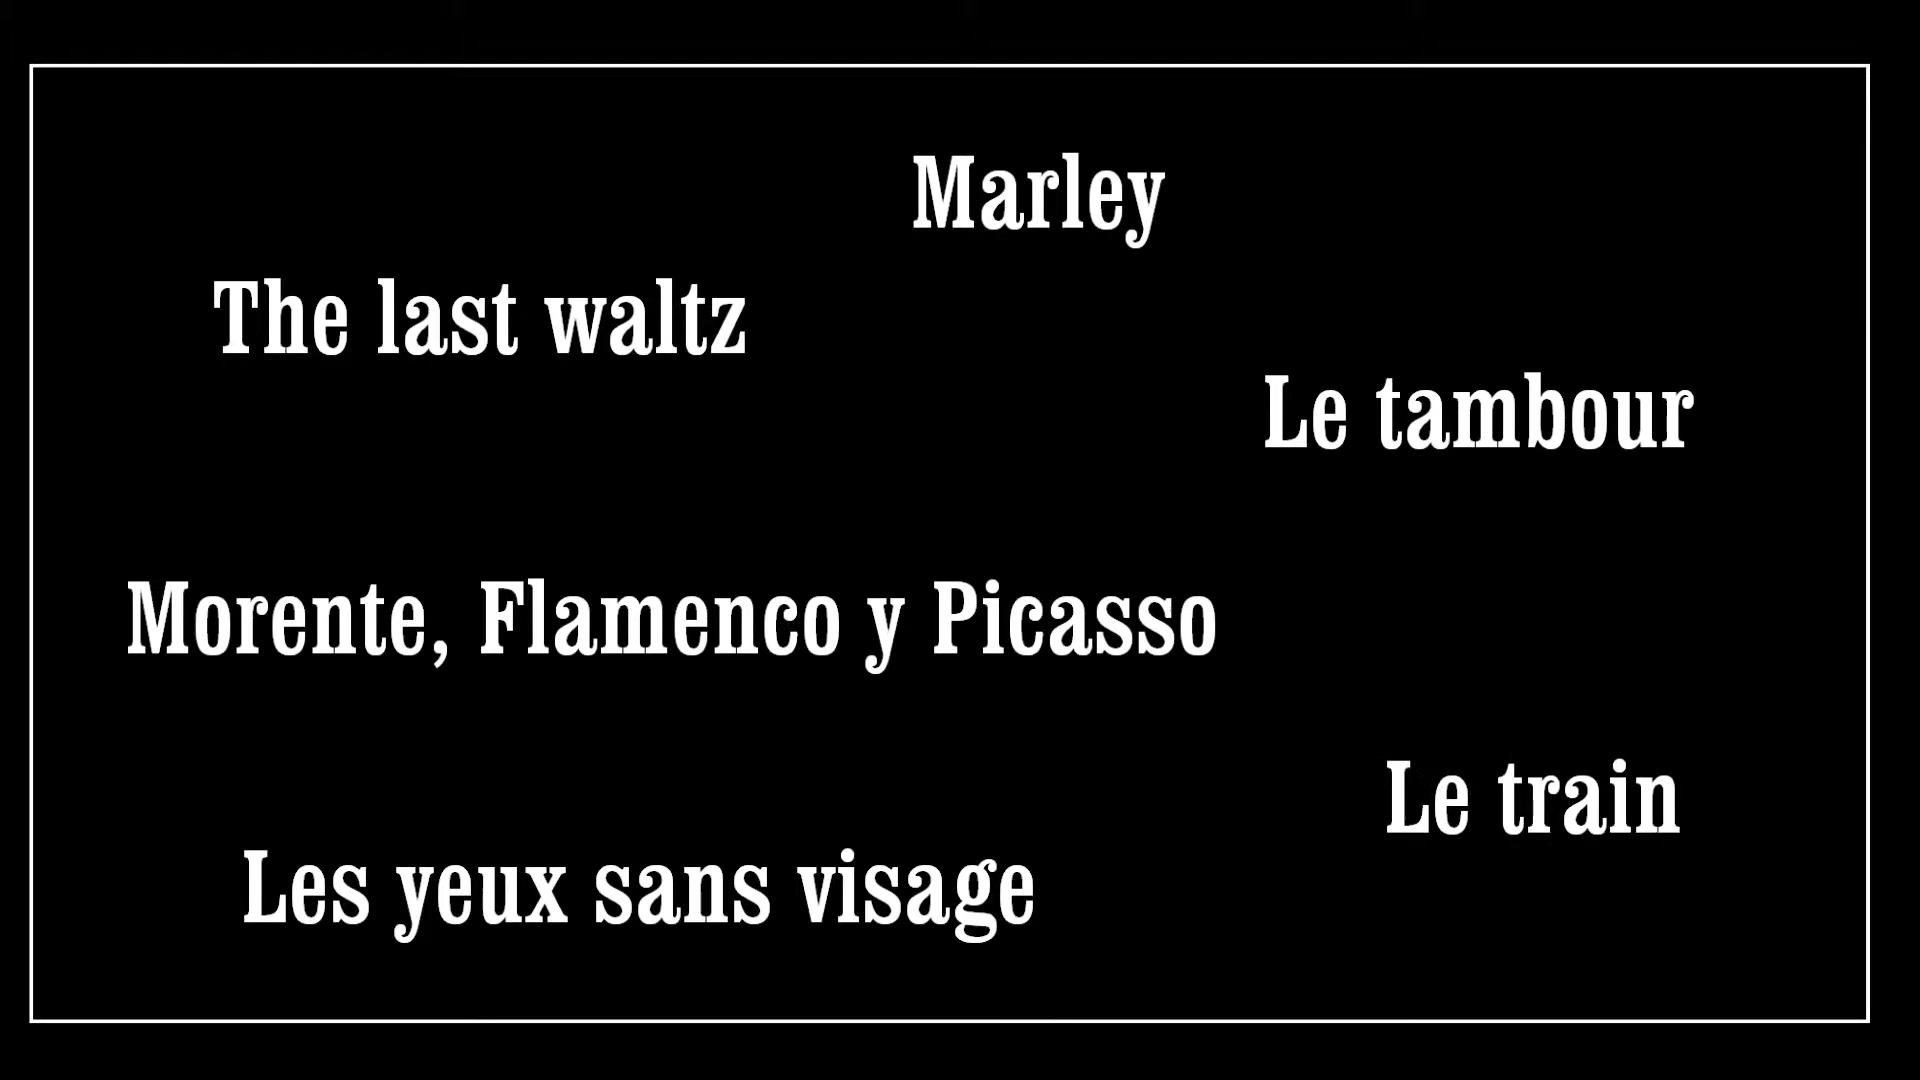 Marley
The last waltz
Le tambour
Morente, Flamenco y Picasso
Le train
Les yeux sans visage